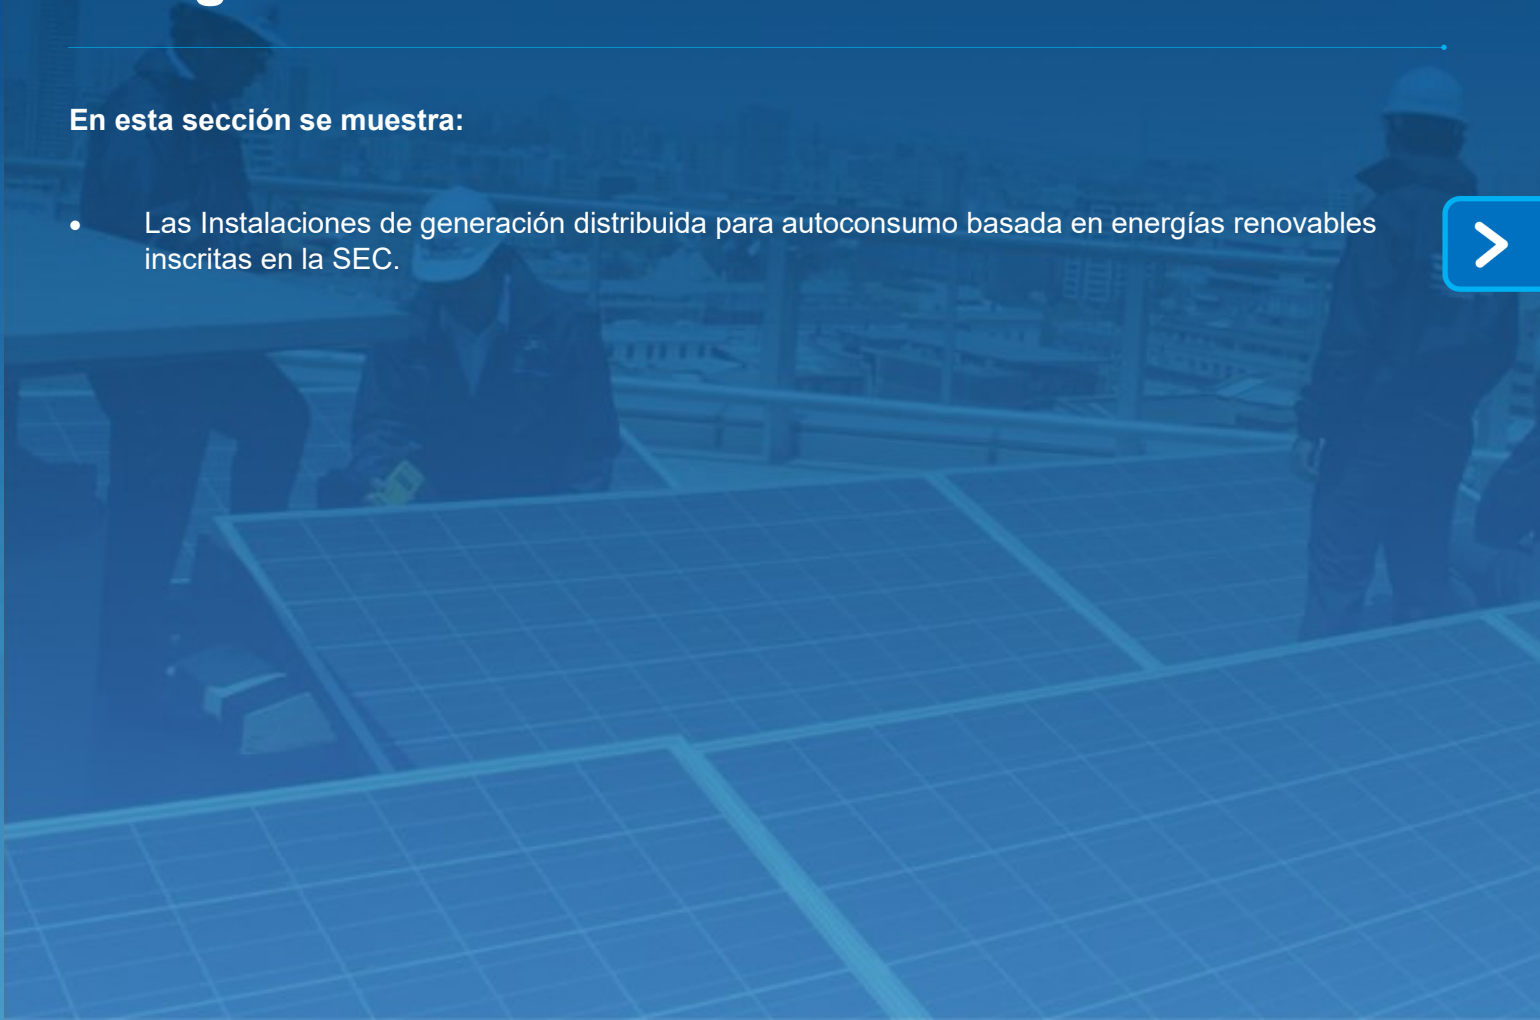 En esta sección se muestra:
• Las Instalaciones de generación distribuida para autoconsumo basada en energías renovables
inscritas en la SEC.